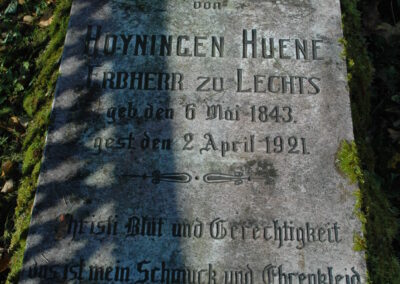 von
Hoyningen Huene
Erbherr zu Lechts
geb. den 6 Mai 1843.
gest den 2 April 1921.
Christi Blut und Gerechtigkeit
das ist mein Schmuck und Ehrenkleid